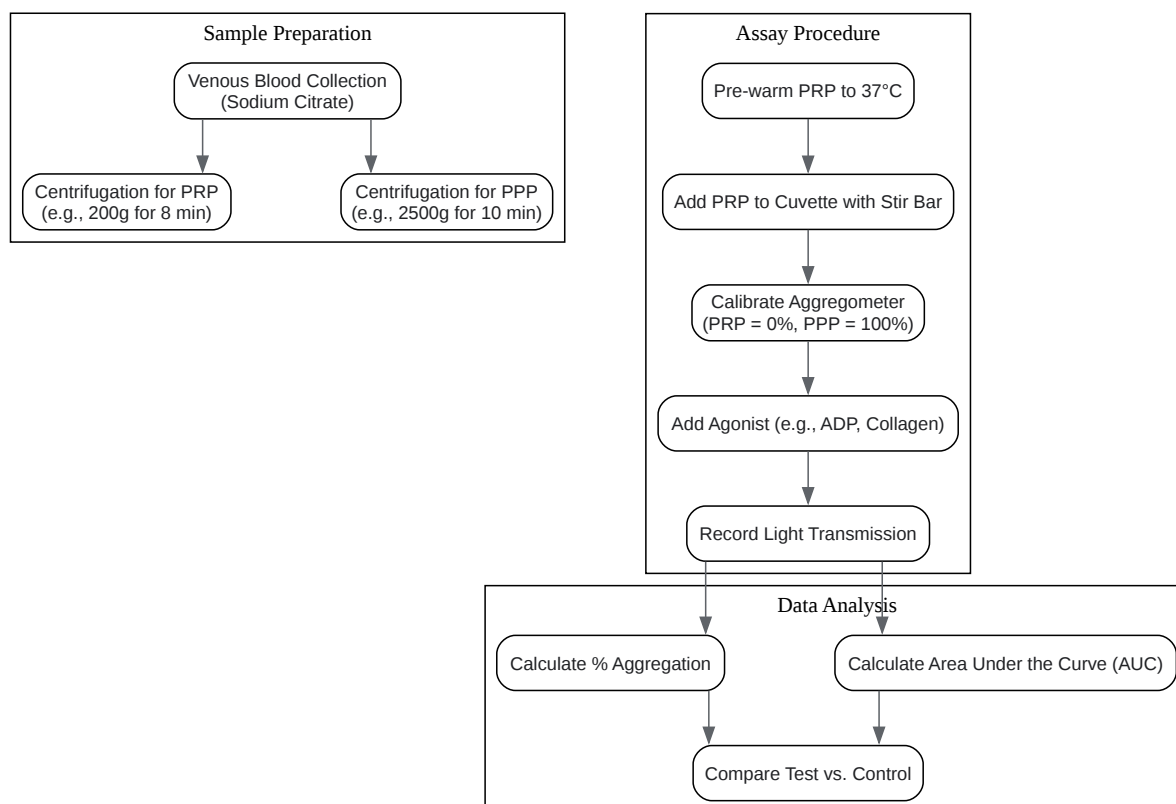 Sample Preparation
Venous Blood Collection
(Sodium Citrate)
Centrifugation for PRP
(e.g., 200g for 8 min)
Centrifugation for PPP
(e.g., 2500g for 10 min)
Assay Procedure
Pre-warm PRP to 37°C
Add PRP to Cuvette with Stir Bar
Calibrate Aggregometer
(PRP = 0%, PPP = 100%)
Add Agonist (e.g., ADP, Collagen)
Record Light Transmission
Data Analysis
Calculate % Aggregation
Calculate Area Under the Curve (AUC)
Compare Test vs. Control